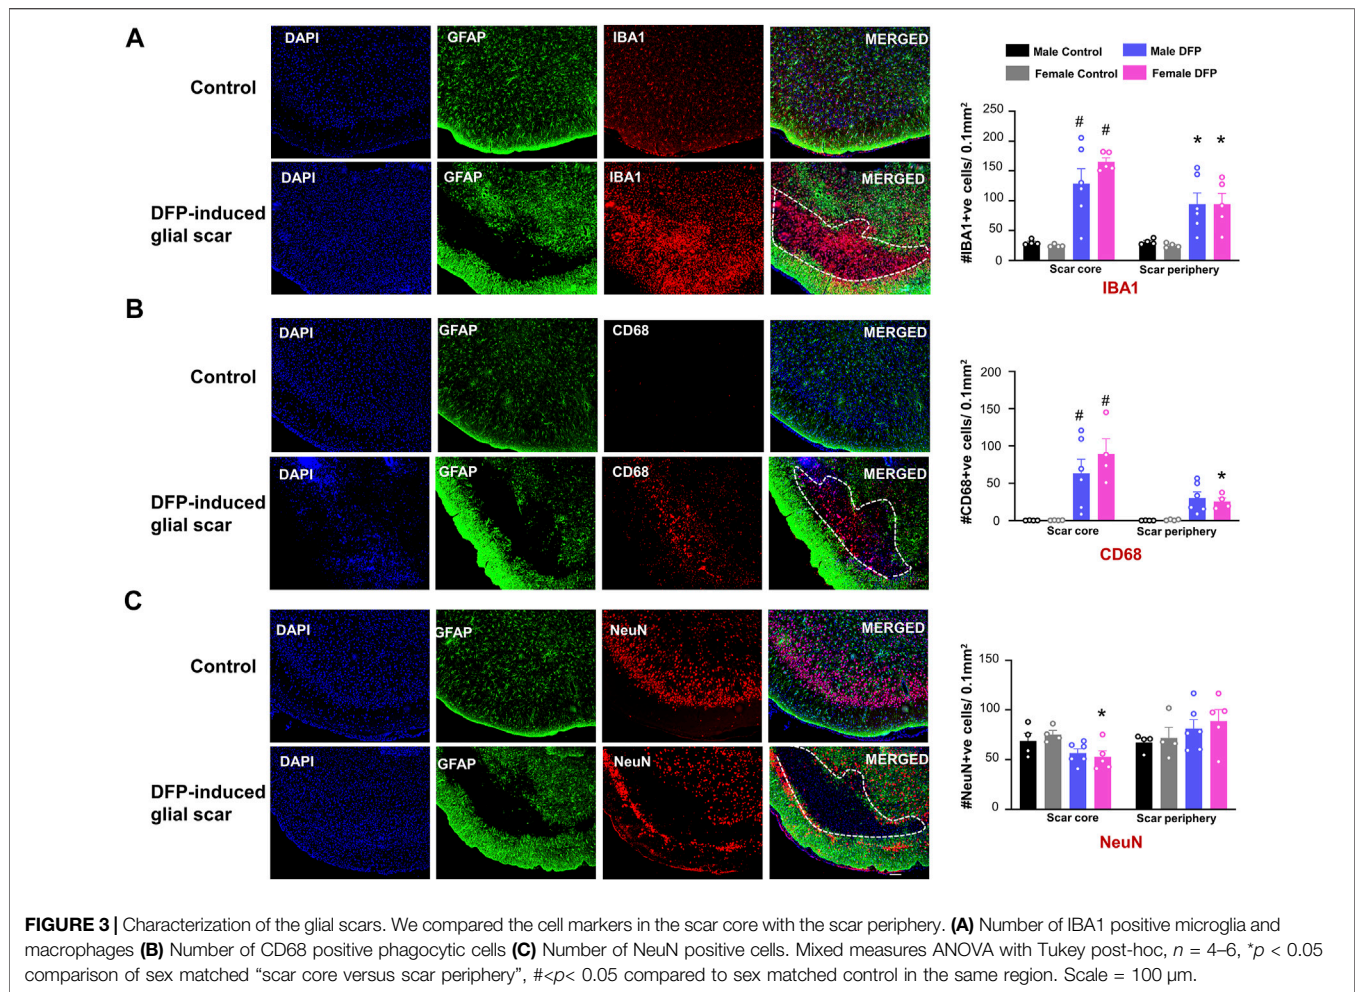 A
DAPI
GFAP
IBA1
MERGED
Control
DAPI
GFAP
IBA1
MERGED
DFP-induced
glial scar
Male Control
Male DFP
Female Control
Female DFP
#IBA1+ve cells/ 0.1mm²
250
200
150
100
50
0
# # * *
Scar core
Scar periphery
IBA1
B
DAPI
GFAP
CD68
MERGED
Control
DAPI
GFAP
CD68
MERGED
DFP-induced
glial scar
#CD68+ve cells/ 0.1mm²
200
150
100
50
0
# # *
Scar core
Scar periphery
CD68
C
DAPI
GFAP
NeuN
MERGED
Control
DAPI
GFAP
NeuN
MERGED
DFP-induced
glial scar
#NeuN+ve cells/ 0.1mm²
150
100
50
0
*
Scar core
Scar periphery
NeuN
FIGURE 3 | Characterization of the glial scars. We compared the cell markers in the scar core with the scar periphery. (A) Number of IBA1 positive microglia and
macrophages (B) Number of CD68 positive phagocytic cells (C) Number of NeuN positive cells. Mixed measures ANOVA with Tukey post-hoc, n = 4–6, *p < 0.05
comparison of sex matched “scar core versus scar periphery”, #<p< 0.05 compared to sex matched control in the same region. Scale = 100 µm.